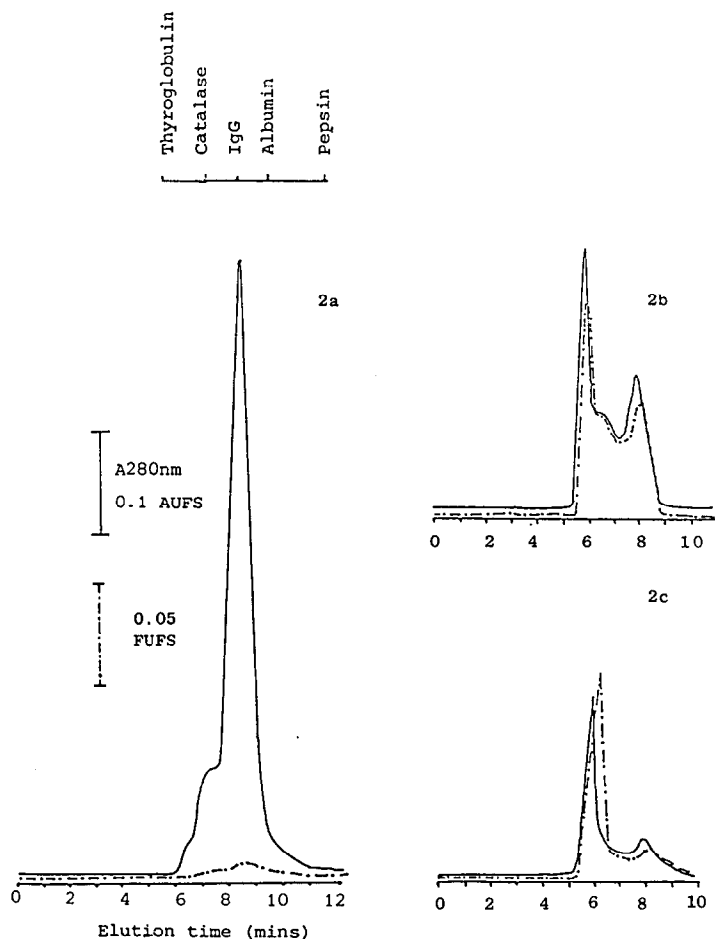 Thyroglobulin
Catalase
IgG
Albumin
Pepsin
2a
2b
A280nm
0.1 AUFS
0 2 4 6 8 10
2c
0.05
FUFS
0 2 4 6 8 10 12
0 2 4 6 8 10
Elution time (mins)